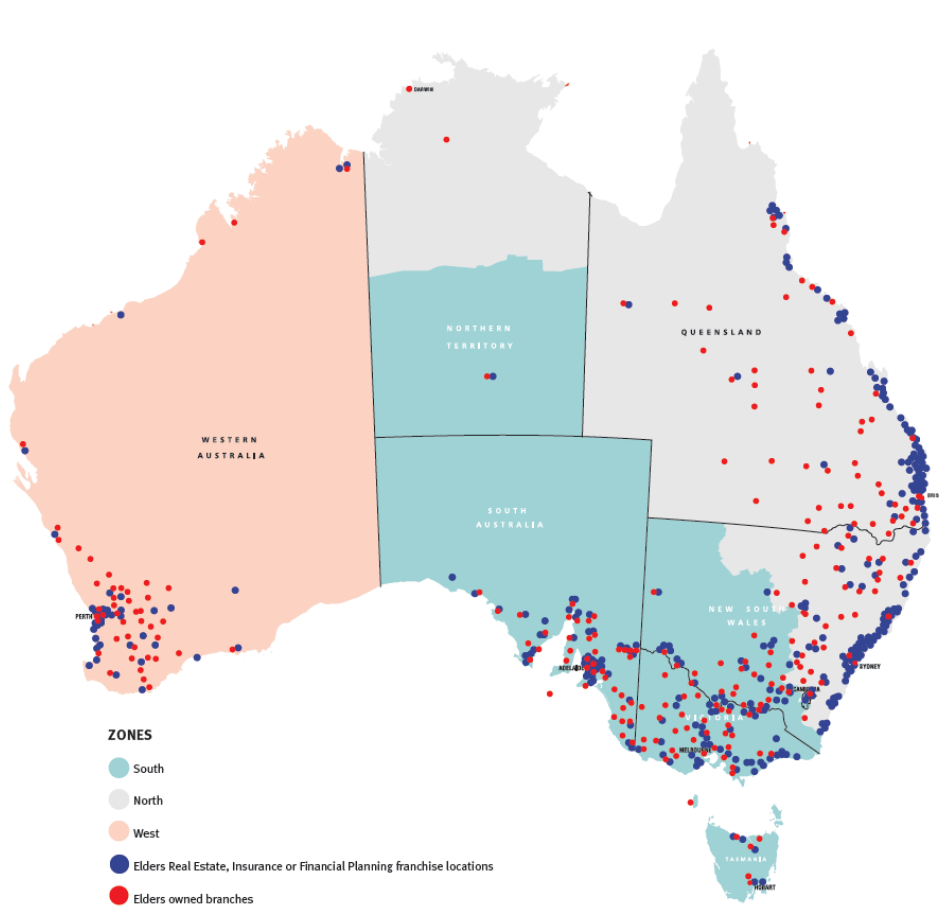 DARWIN
NORTHERN
TERRITORY
QUEENSLAND
WESTERN
AUSTRALIA
SOUTH
AUSTRALIA
NEW SOUTH
WALES
PERTH
ADELAIDE
SYDNEY
CANBERRA
VICTORIA
MELBOURNE
TASMANIA
HOBART
ZONES
South
North
West
Elders Real Estate, Insurance or Financial Planning franchise locations
Elders owned branches